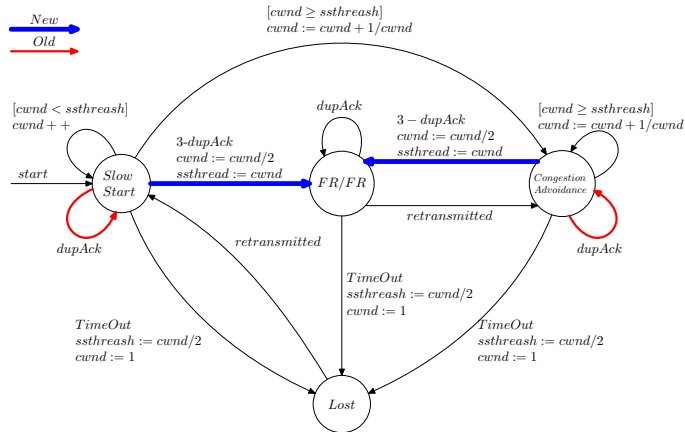 New
Old
[cwnd ≥ ssthreash]
cwnd := cwnd + 1/cwnd
[cwnd < ssthreash]
cwnd ++
dupAck
3 − dupAck
cwnd := cwnd/2
ssthread := cwnd
[cwnd ≥ ssthreash]
cwnd := cwnd + 1/cwnd
3-dupAck
cwnd := cwnd/2
ssthread := cwnd
start
Slow
Start
FR/FR
Congestion
Advoidance
retransmitted
dupAck
dupAck
retransmitted
TimeOut
ssthreash := cwnd/2
cwnd := 1
TimeOut
ssthreash := cwnd/2
cwnd := 1
TimeOut
ssthreash := cwnd/2
cwnd := 1
Lost